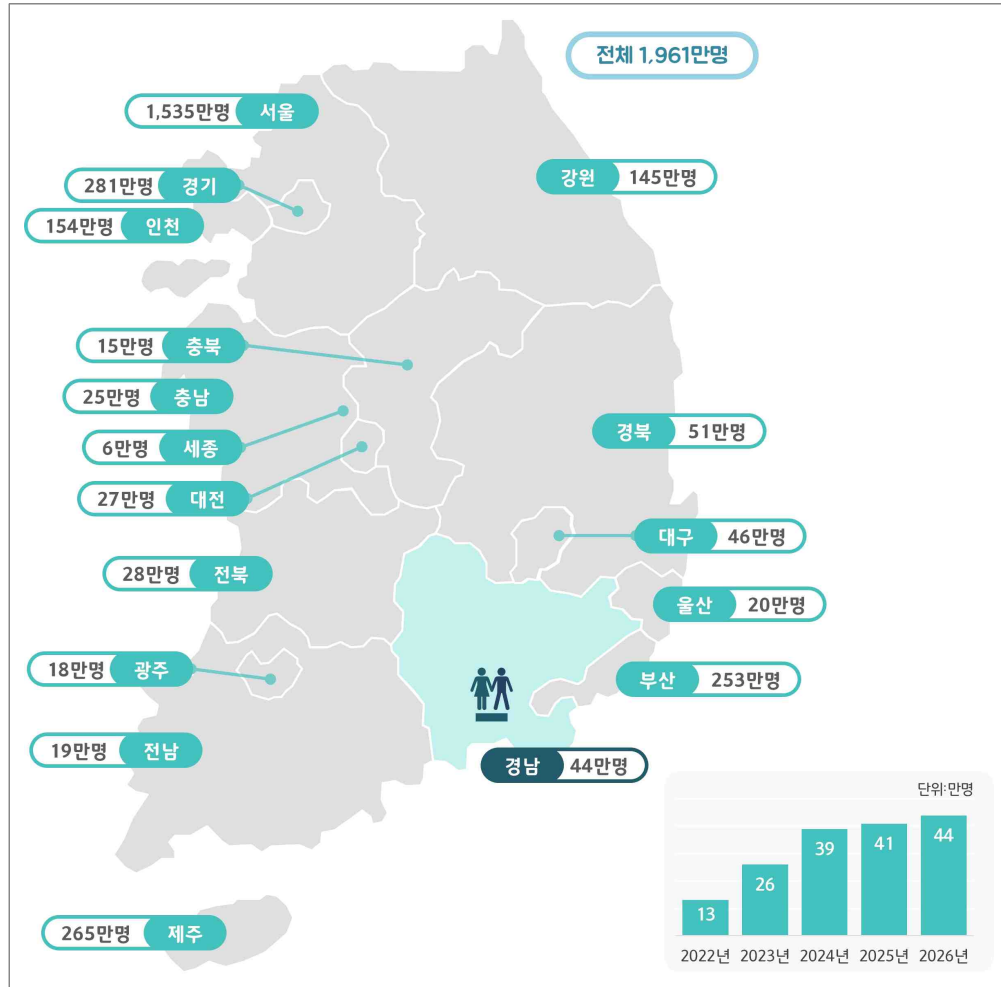 전체 1,961만명
1,535만명 서울
281만명 경기
강원 145만명
154만명 인천
15만명 충북
25만명 충남
6만명 세종
경북 51만명
27만명 대전
대구 46만명
28만명 전북
울산 20만명
18만명 광주
부산 253만명
19만명 전남
경남 44만명
단위:만명
13 26 39 41 44
2022년 2023년 2024년 2025년 2026년
265만명 제주